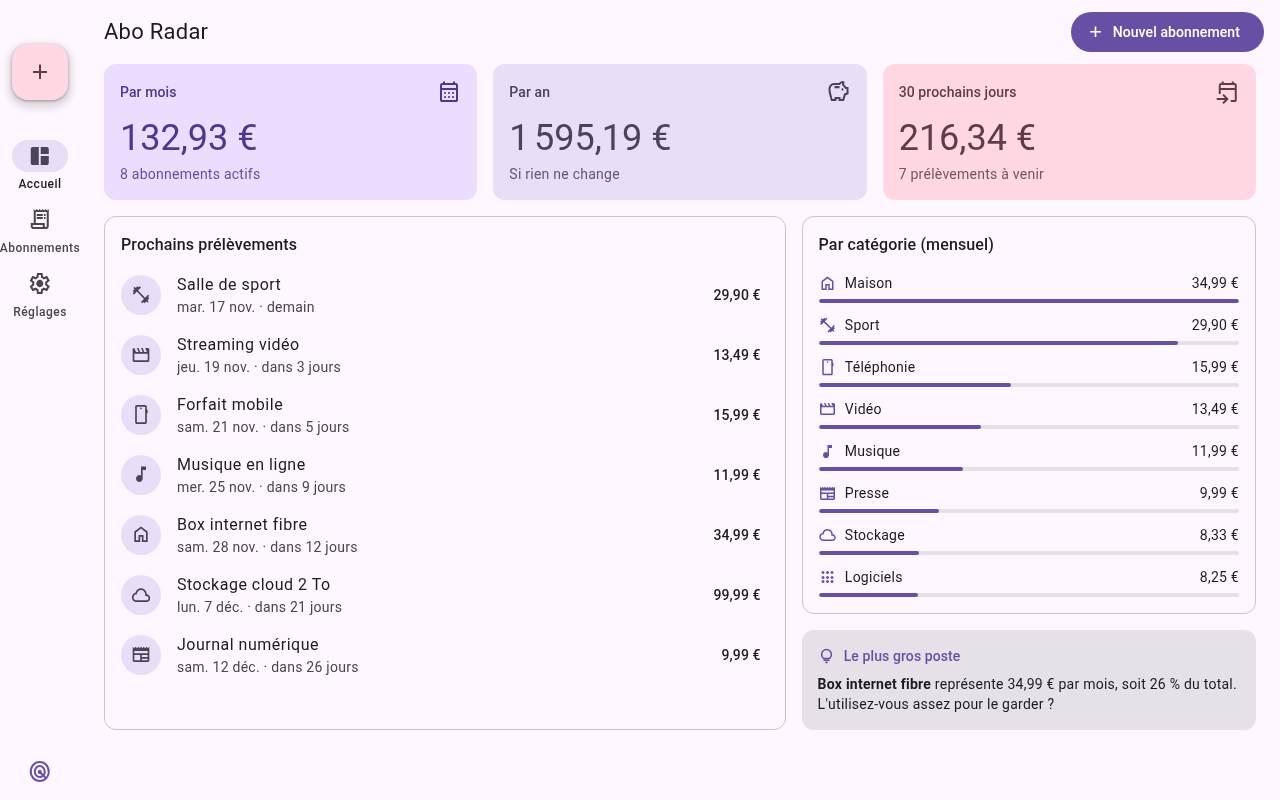 Abo Radar
Nouvel abonnement
Accueil
Abonnements
Réglages
Par mois
132,93 €
8 abonnements actifs
Par an
1 595,19 €
Si rien ne change
30 prochains jours
216,34 €
7 prélèvements à venir
Prochains prélèvements
Salle de sport
mar. 17 nov. · demain
29,90 €
Streaming vidéo
jeu. 19 nov. · dans 3 jours
13,49 €
Forfait mobile
sam. 21 nov. · dans 5 jours
15,99 €
Musique en ligne
mer. 25 nov. · dans 9 jours
11,99 €
Box internet fibre
sam. 28 nov. · dans 12 jours
34,99 €
Stockage cloud 2 To
lun. 7 déc. · dans 21 jours
99,99 €
Journal numérique
sam. 12 déc. · dans 26 jours
9,99 €
Par catégorie (mensuel)
Maison 34,99 €
Sport 29,90 €
Téléphonie 15,99 €
Vidéo 13,49 €
Musique 11,99 €
Presse 9,99 €
Stockage 8,33 €
Logiciels 8,25 €
Le plus gros poste
Box internet fibre représente 34,99 € par mois, soit 26 % du total.
L'utilisez-vous assez pour le garder ?